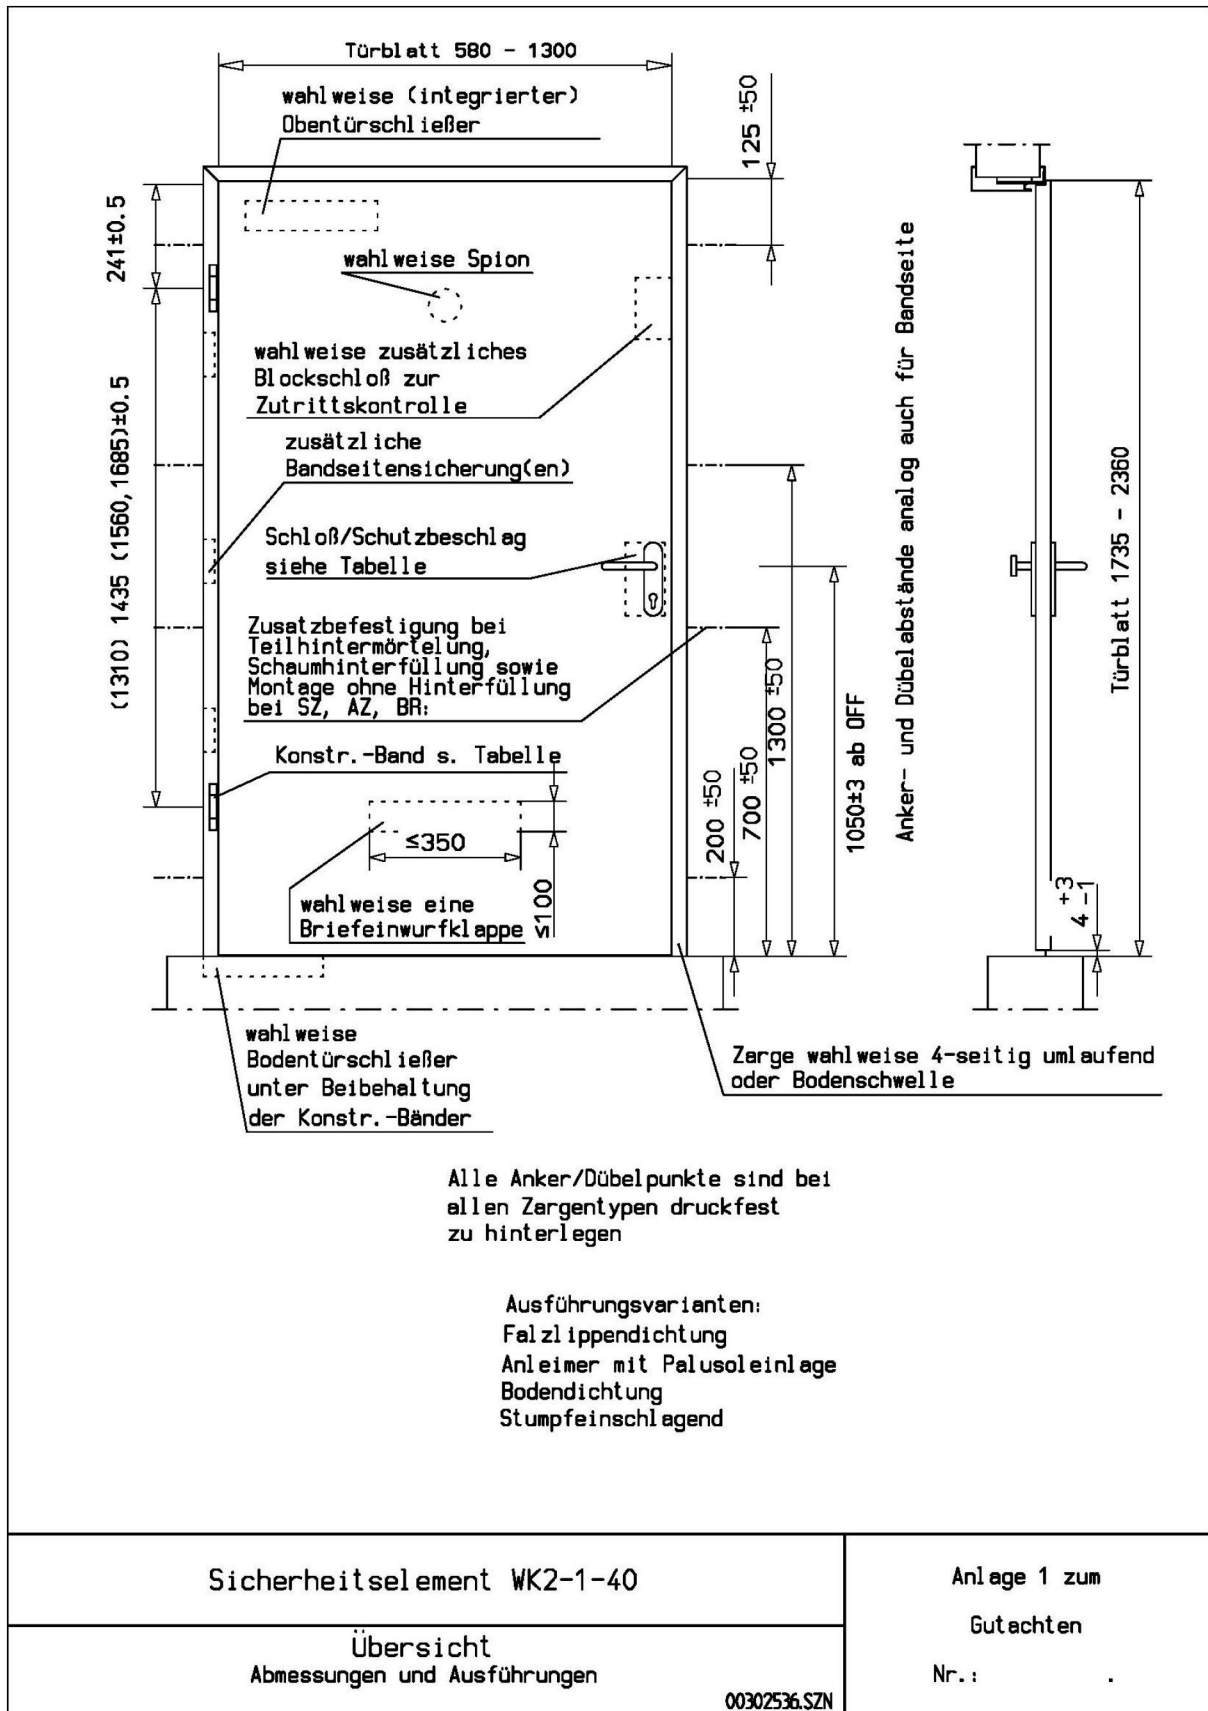 Türblatt 580 - 1300
wahlweise (integrierter)
Obentürschließer
125 ±50
241±0.5
wahlweise Spion
wahlweise zusätzliches
Blockschloß zur
Zutrittskontrolle
zusätzliche
Bandseitensicherung(en)
(1310) 1435 (1560,1685)±0.5
Schloß/Schutzbeschlag
siehe Tabelle
Zusatzbefestigung bei
Teilhintermörtelung,
Schaumhinterfüllung sowie
Montage ohne Hinterfüllung
bei SZ, AZ, BR:
Konstr.-Band s. Tabelle
≤350
≤100
wahlweise eine
Briefeinwurfklappe
200 ±50
700 ±50
1300 ±50
1050±3 ab OFF
Anker- und Dübelabstände analog auch für Bandseite
Türblatt 1735 - 2360
4 +3 -1
wahlweise
Bodentürschließer
unter Beibehaltung
der Konstr.-Bänder
Zarge wahlweise 4-seitig umlaufend
oder Bodenschwelle
Alle Anker/Dübelpunkte sind bei
allen Zargentypen druckfest
zu hinterlegen
Ausführungsvarianten:
Falzlippendichtung
Anleimer mit Palusoleinlage
Bodendichtung
Stumpfeinschlagend
Sicherheitselement WK2-1-40
Übersicht
Abmessungen und Ausführungen
00302536.SZN
Anlage 1 zum
Gutachten
Nr.: .